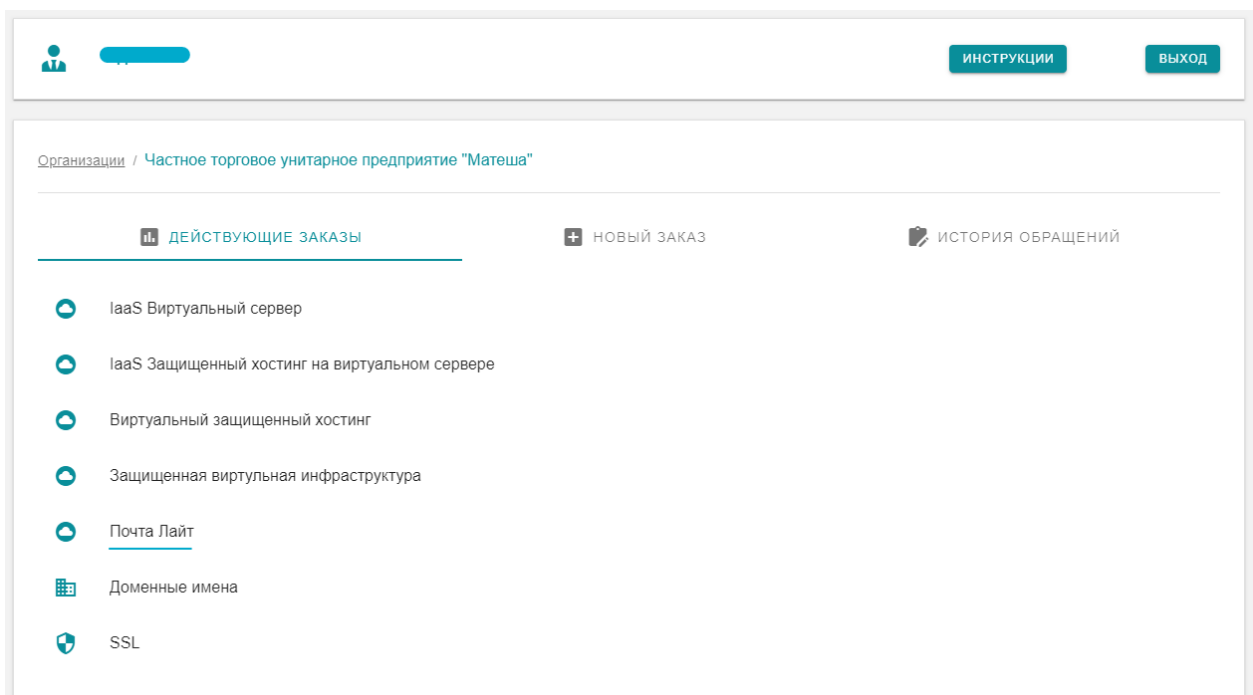 ИНСТРУКЦИИ ВЫХОД
Организации / Частное торговое унитарное предприятие "Матеша"
ДЕЙСТВУЮЩИЕ ЗАКАЗЫ НОВЫЙ ЗАКАЗ ИСТОРИЯ ОБРАЩЕНИЙ
IaaS Виртуальный сервер
IaaS Защищенный хостинг на виртуальном сервере
Виртуальный защищенный хостинг
Защищенная виртульная инфраструктура
Почта Лайт
Доменные имена
SSL